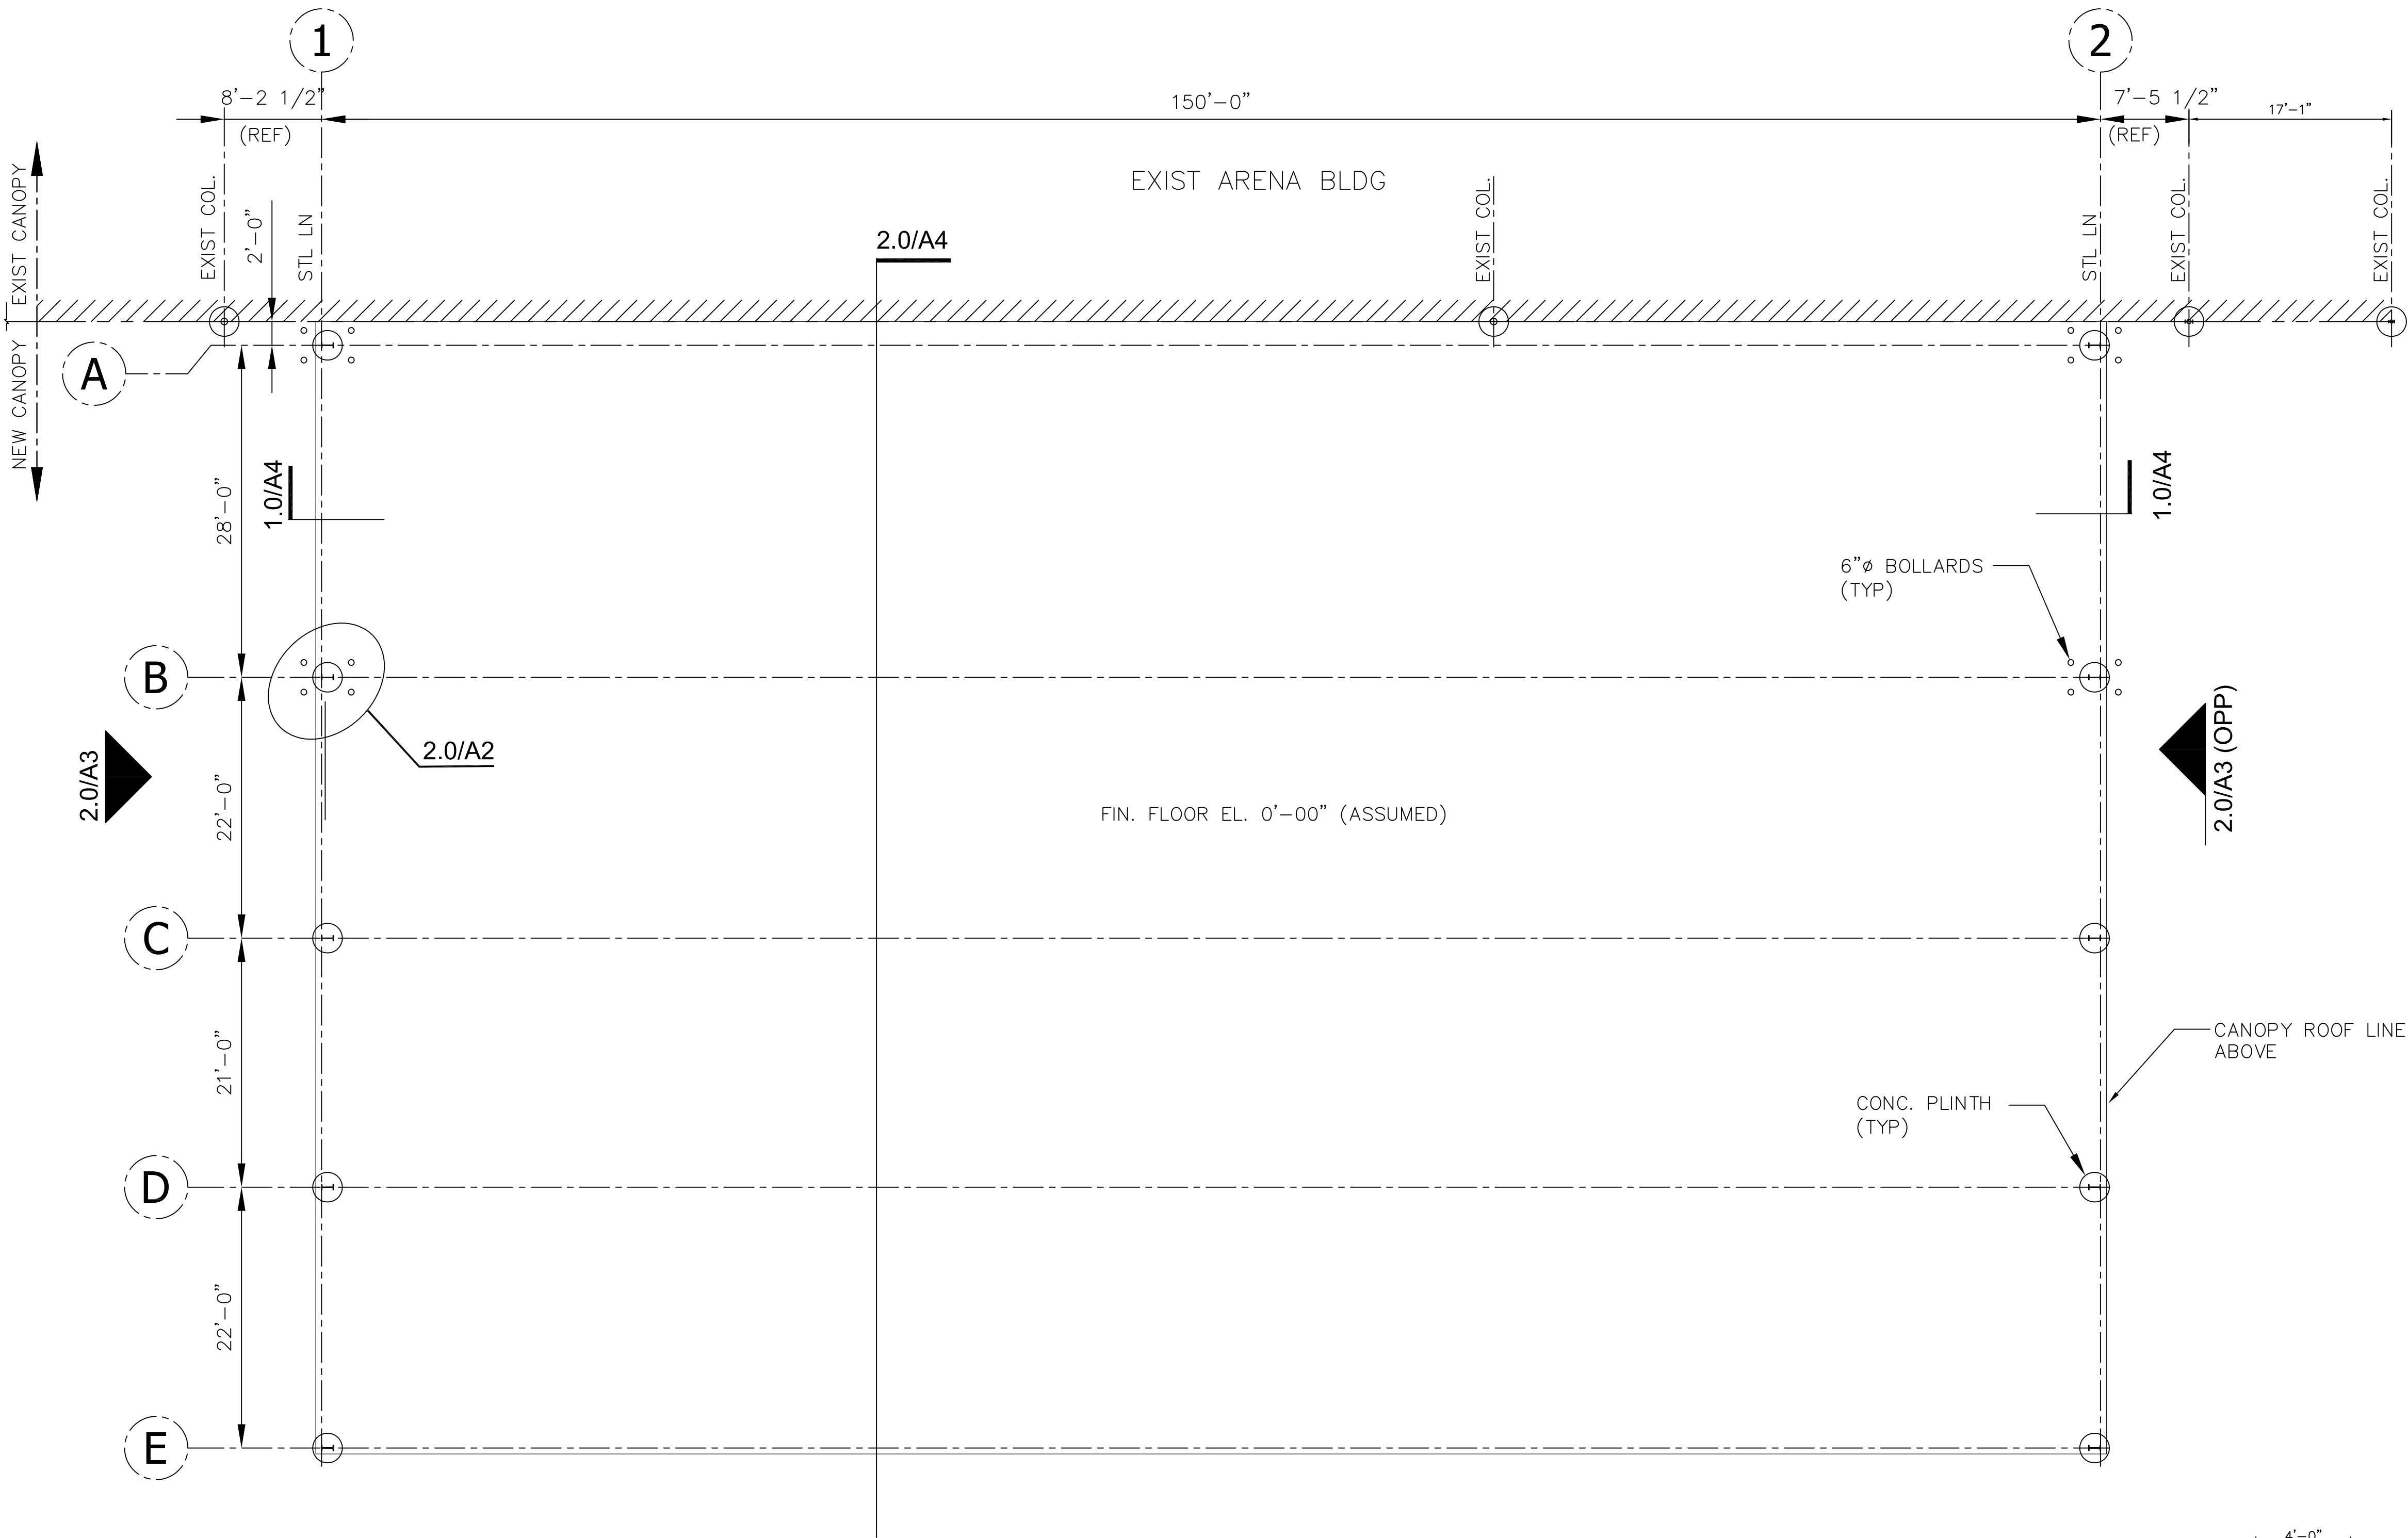 1
2
8'-2 1/2"
(REF)
150'-0"
7'-5 1/2"
(REF)
17'-1"
EXIST ARENA BLDG
EXIST CANOPY
NEW CANOPY
EXIST COL.
2'-0"
STL LN
2.0/A4
EXIST COL.
STL LN
EXIST COL.
EXIST COL.
A
28'-0"
1.0/A4
1.0/A4
6"ø BOLLARDS
(TYP)
B
2.0/A2
2.0/A3
22'-0"
FIN. FLOOR EL. 0'-00" (ASSUMED)
2.0/A3 (OPP)
C
21'-0"
CANOPY ROOF LINE
ABOVE
CONC. PLINTH
(TYP)
D
22'-0"
E
4'-0"